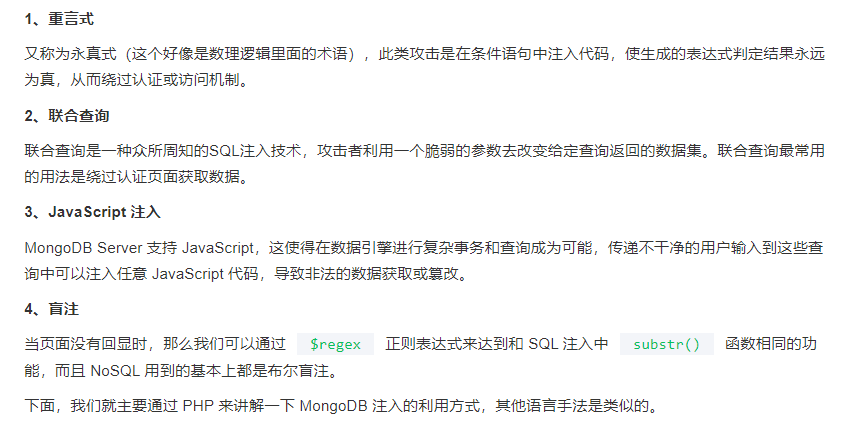 1、重言式
又称为永真式（这个好像是数理逻辑里面的术语），此类攻击是在条件语句中注入代码，使生成的表达式判定结果永远
为真，从而绕过认证或访问机制。
2、联合查询
联合查询是一种众所周知的SQL注入技术，攻击者利用一个脆弱的参数去改变给定查询返回的数据集。联合查询最常用
的用法是绕过认证页面获取数据。
3、JavaScript 注入
MongoDB Server 支持 JavaScript，这使得在数据引擎进行复杂事务和查询成为可能，传递不干净的用户输入到这些查
询中可以注入任意 JavaScript 代码，导致非法的数据获取或篡改。
4、盲注
当页面没有回显时，那么我们可以通过 $regex 正则表达式来达到和 SQL 注入中 substr() 函数相同的功
能，而且 NoSQL 用到的基本上都是布尔盲注。
下面，我们就主要通过 PHP 来讲解一下 MongoDB 注入的利用方式，其他语言手法是类似的。